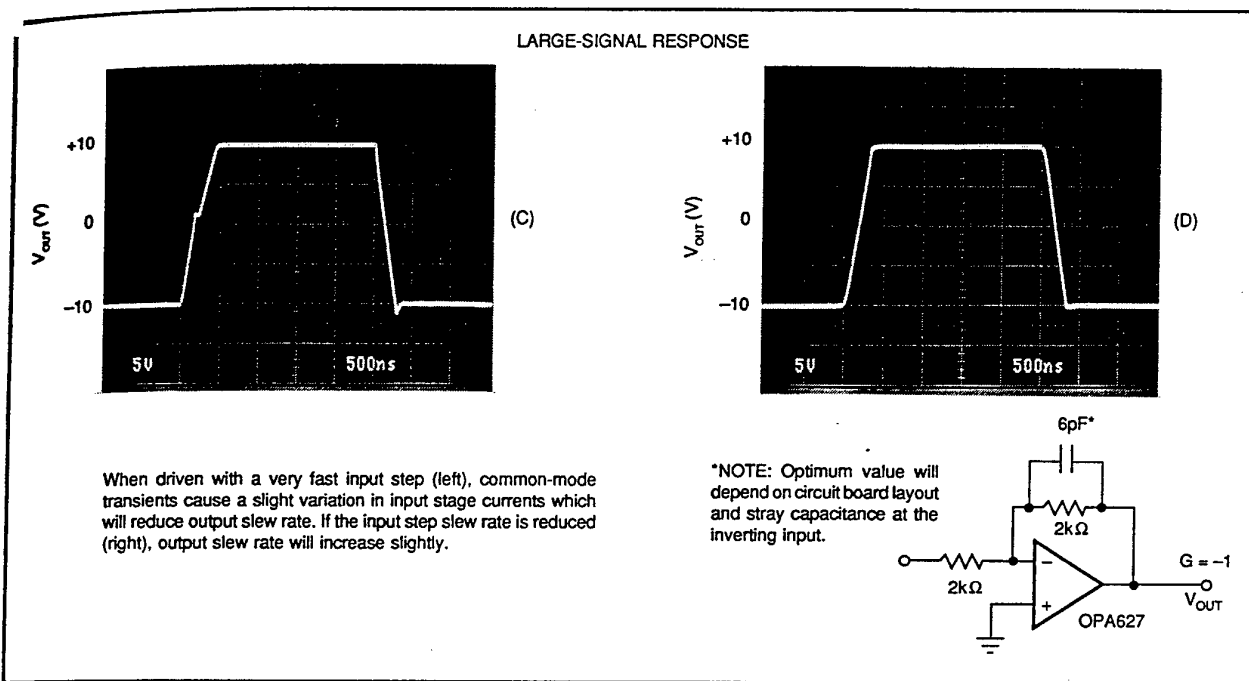 LARGE-SIGNAL RESPONSE
+10
0
–10
V_OUT (V)
5V
500ns
(C)
+10
0
–10
V_OUT (V)
5V
500ns
(D)
When driven with a very fast input step (left), common-mode
transients cause a slight variation in input stage currents which
will reduce output slew rate. If the input step slew rate is reduced
(right), output slew rate will increase slightly.
*NOTE: Optimum value will
depend on circuit board layout
and stray capacitance at the
inverting input.
6pF*
2kΩ
2kΩ
–
+
G = –1
V_OUT
OPA627